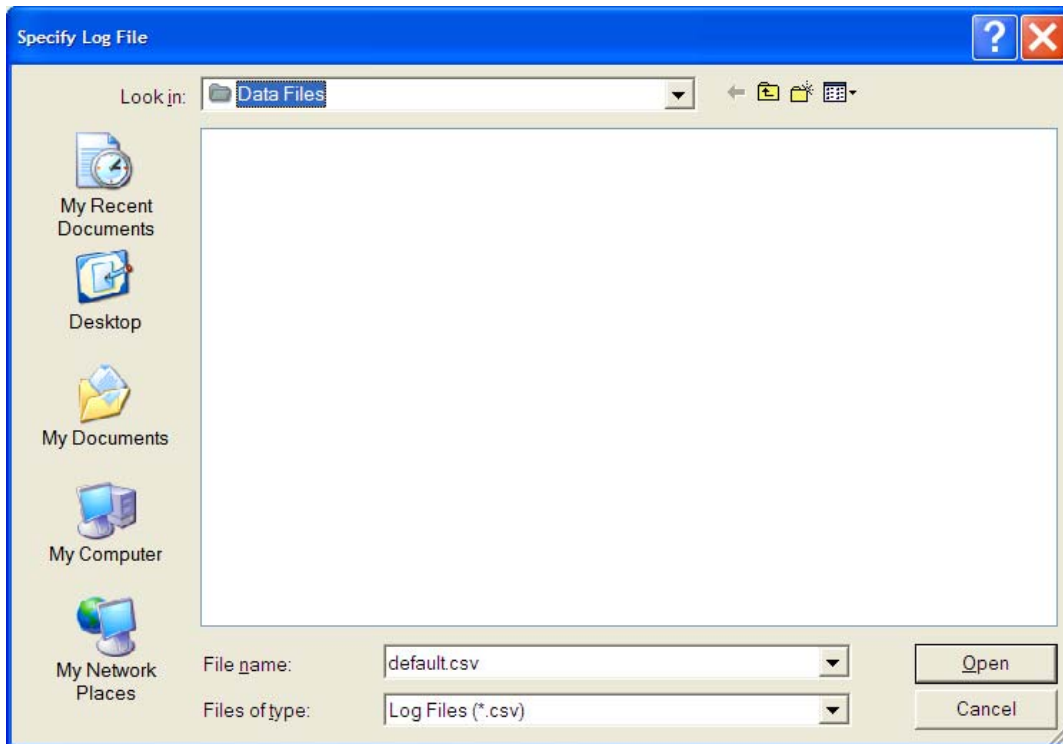 Specify Log File
Look in:
Data Files
My Recent
Documents
Desktop
My Documents
My Computer
My Network
Places
File name:
default.csv
Open
Files of type:
Log Files (*.csv)
Cancel